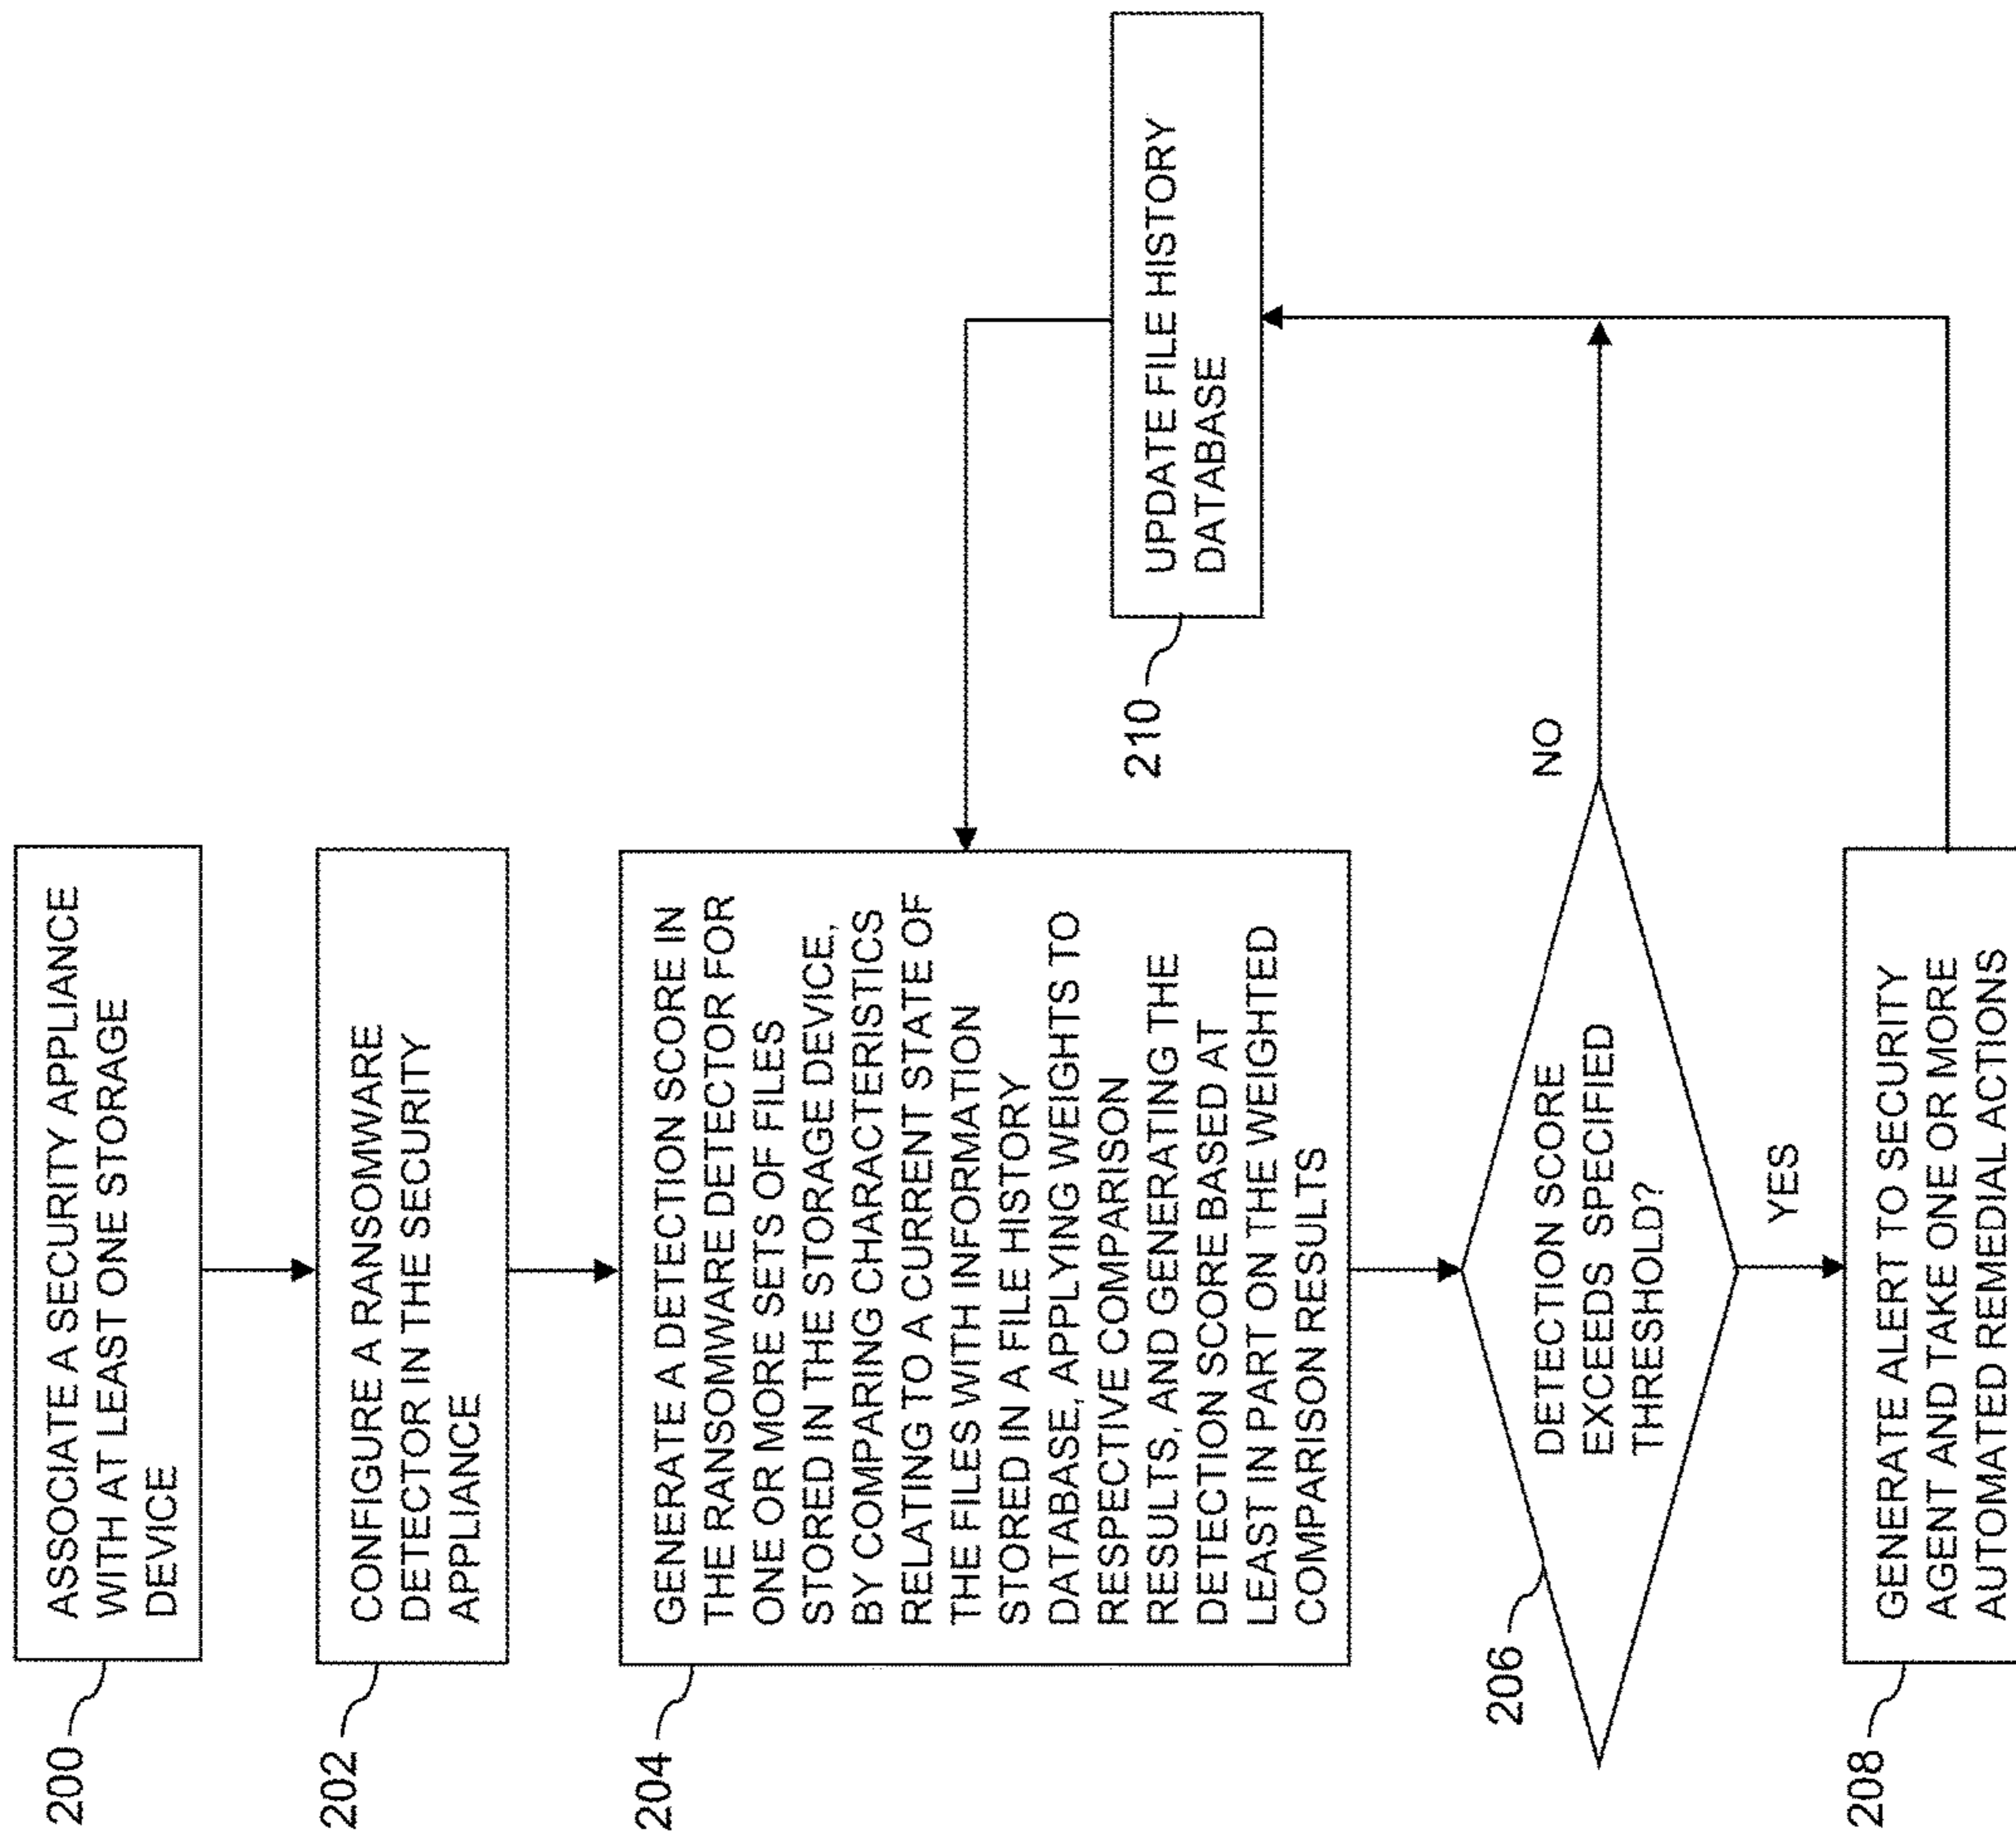 200
ASSOCIATE A SECURITY APPLIANCE
WITH AT LEAST ONE STORAGE
DEVICE
202
CONFIGURE A RANSOMWARE
DETECTOR IN THE SECURITY
APPLIANCE
204
GENERATE A DETECTION SCORE IN
THE RANSOMWARE DETECTOR FOR
ONE OR MORE SETS OF FILES
STORED IN THE STORAGE DEVICE,
BY COMPARING CHARACTERISTICS
RELATING TO A CURRENT STATE OF
THE FILES WITH INFORMATION
STORED IN A FILE HISTORY
DATABASE, APPLYING WEIGHTS TO
RESPECTIVE COMPARISON
RESULTS, AND GENERATING THE
DETECTION SCORE BASED AT
LEAST IN PART ON THE WEIGHTED
COMPARISON RESULTS
210
UPDATE FILE HISTORY
DATABASE
206
DETECTION SCORE
EXCEEDS SPECIFIED
THRESHOLD?
NO
YES
208
GENERATE ALERT TO SECURITY
AGENT AND TAKE ONE OR MORE
AUTOMATED REMEDIAL ACTIONS